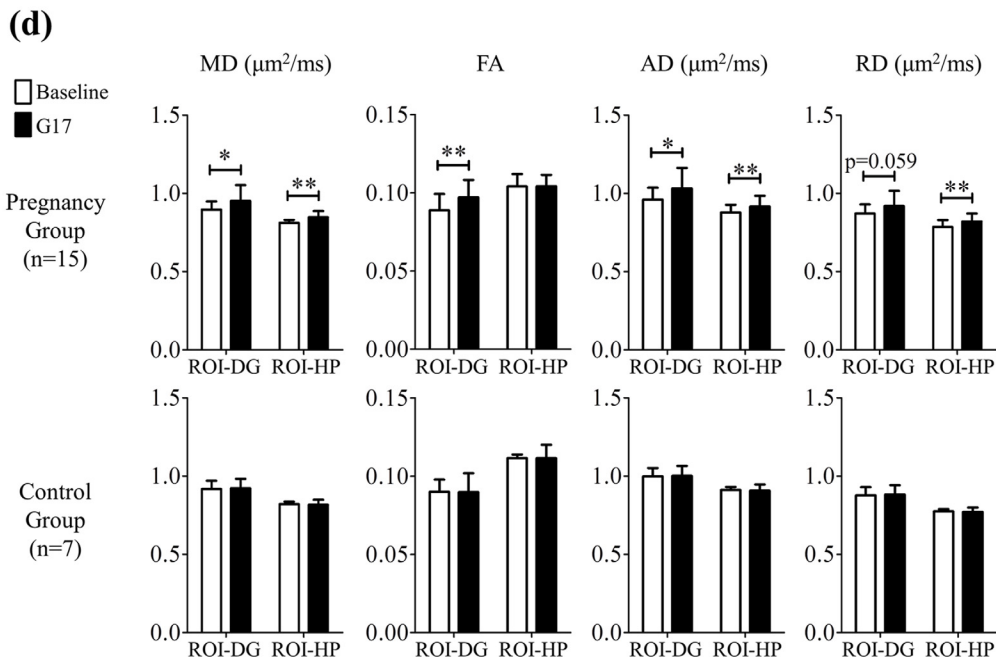 (d)
MD (μm²/ms) FA AD (μm²/ms) RD (μm²/ms)
Baseline
G17
Pregnancy
Group
(n=15)
1.5
1.0
0.5
0.0
* **
ROI-DG ROI-HP
0.15
0.10
0.05
0.00
**
ROI-DG ROI-HP
1.5
1.0
0.5
0.0
* **
ROI-DG ROI-HP
1.5
1.0
0.5
0.0
p=0.059 **
ROI-DG ROI-HP
Control
Group
(n=7)
1.5
1.0
0.5
0.0
ROI-DG ROI-HP
0.15
0.10
0.05
0.00
ROI-DG ROI-HP
1.5
1.0
0.5
0.0
ROI-DG ROI-HP
1.5
1.0
0.5
0.0
ROI-DG ROI-HP